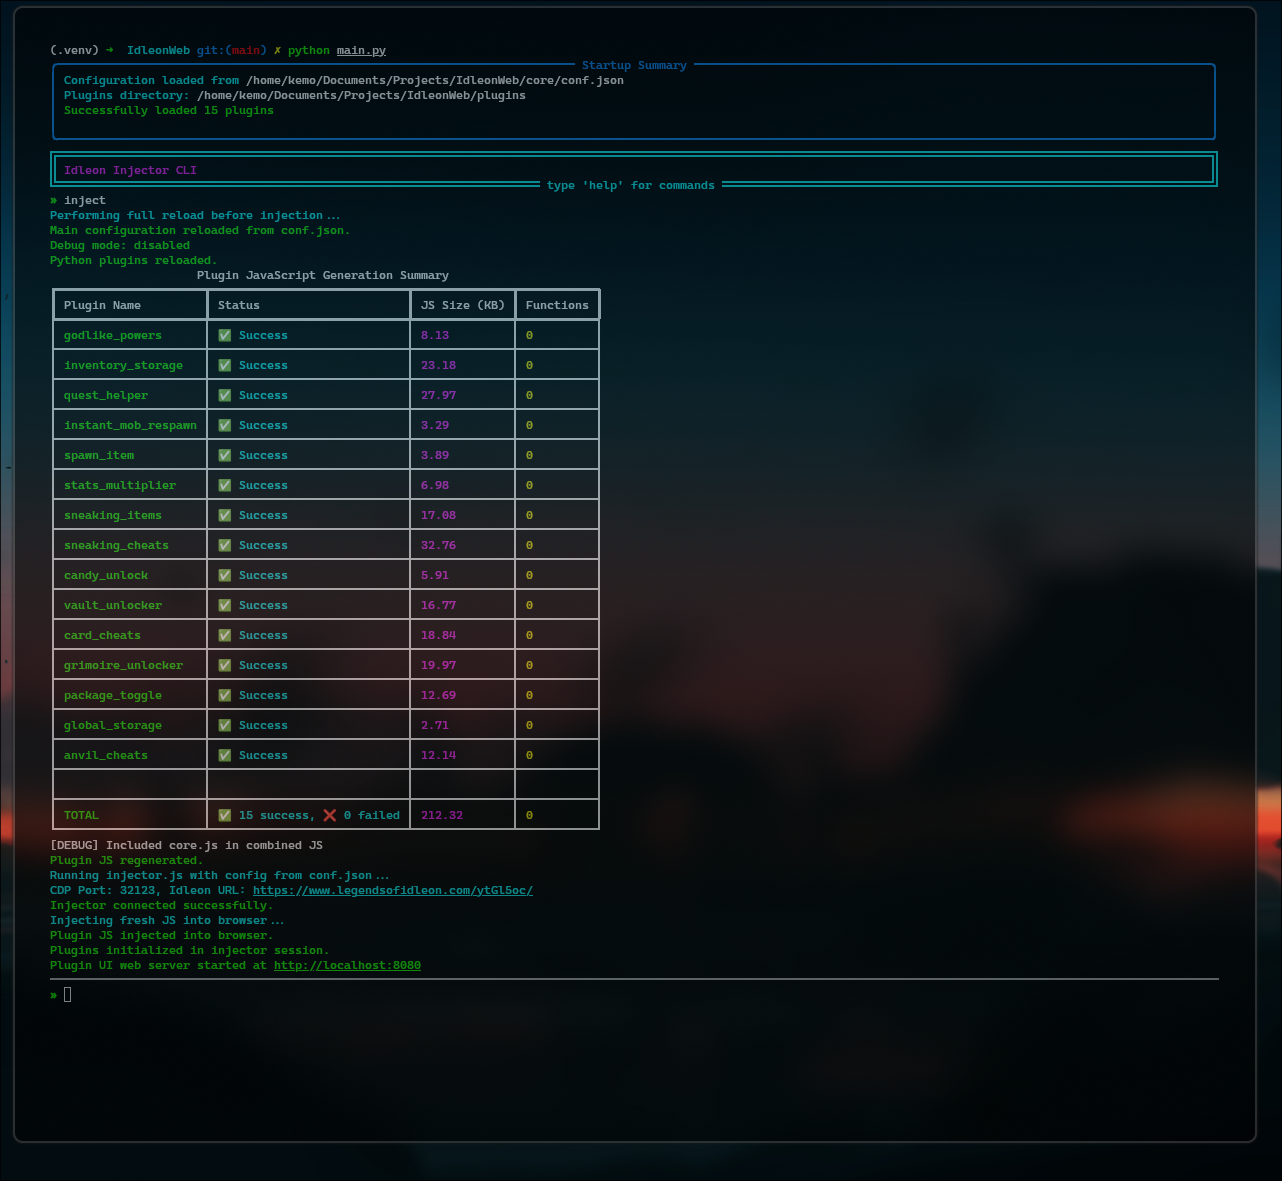 (.venv) ➜ IdleonWeb git:(main) ✗ python main.py
Startup Summary
Configuration loaded from /home/kemo/Documents/Projects/IdleonWeb/core/conf.json
Plugins directory: /home/kemo/Documents/Projects/IdleonWeb/plugins
Successfully loaded 15 plugins
Idleon Injector CLI
type 'help' for commands
» inject
Performing full reload before injection...
Main configuration reloaded from conf.json.
Debug mode: disabled
Python plugins reloaded.
Plugin JavaScript Generation Summary
Plugin Name Status JS Size (KB) Functions
godlike_powers ✅ Success 8.13 0
inventory_storage ✅ Success 23.18 0
quest_helper ✅ Success 27.97 0
instant_mob_respawn ✅ Success 3.29 0
spawn_item ✅ Success 3.89 0
stats_multiplier ✅ Success 6.98 0
sneaking_items ✅ Success 17.08 0
sneaking_cheats ✅ Success 32.76 0
candy_unlock ✅ Success 5.91 0
vault_unlocker ✅ Success 16.77 0
card_cheats ✅ Success 18.84 0
grimoire_unlocker ✅ Success 19.97 0
package_toggle ✅ Success 12.69 0
global_storage ✅ Success 2.71 0
anvil_cheats ✅ Success 12.14 0
TOTAL ✅ 15 success, ❌ 0 failed 212.32 0
[DEBUG] Included core.js in combined JS
Plugin JS regenerated.
Running injector.js with config from conf.json...
CDP Port: 32123, Idleon URL: https://www.legendsofidleon.com/ytGl5oc/
Injector connected successfully.
Injecting fresh JS into browser...
Plugin JS injected into browser.
Plugins initialized in injector session.
Plugin UI web server started at http://localhost:8080
»